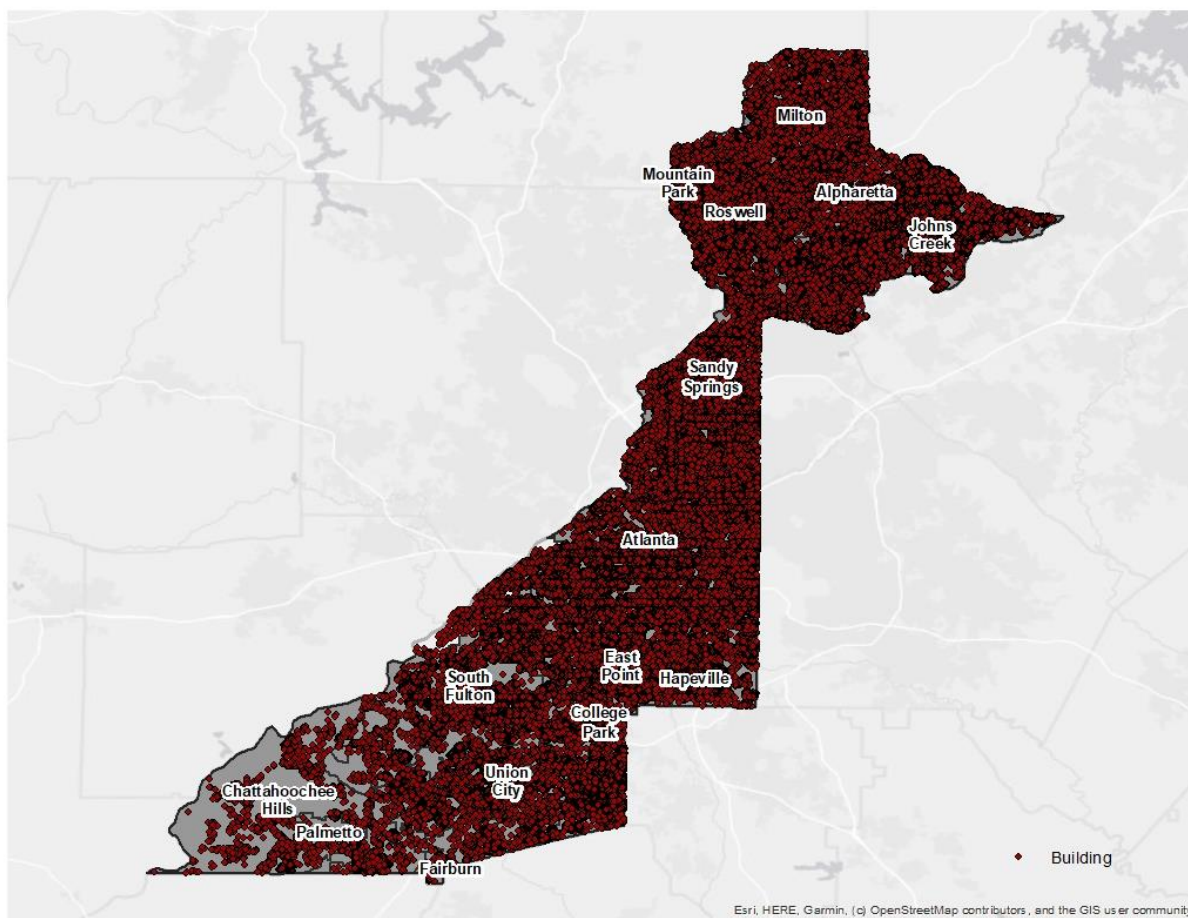 Milton
Mountain
Park
Alpharetta
Roswell
Johns
Creek
Sandy
Springs
Atlanta
East
Point
South
Fulton
Hapeville
College
Park
Union
City
Chattahoochee
Hills
Palmetto
Fairburn
Building
Esri, HERE, Garmin, (c) OpenStreetMap contributors, and the GIS user community